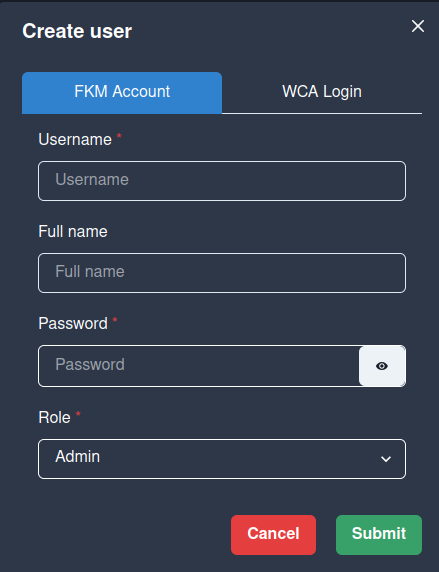 Create user
FKM Account
WCA Login
Username *
Username
Full name
Full name
Password *
Password
Role *
Admin
Cancel
Submit